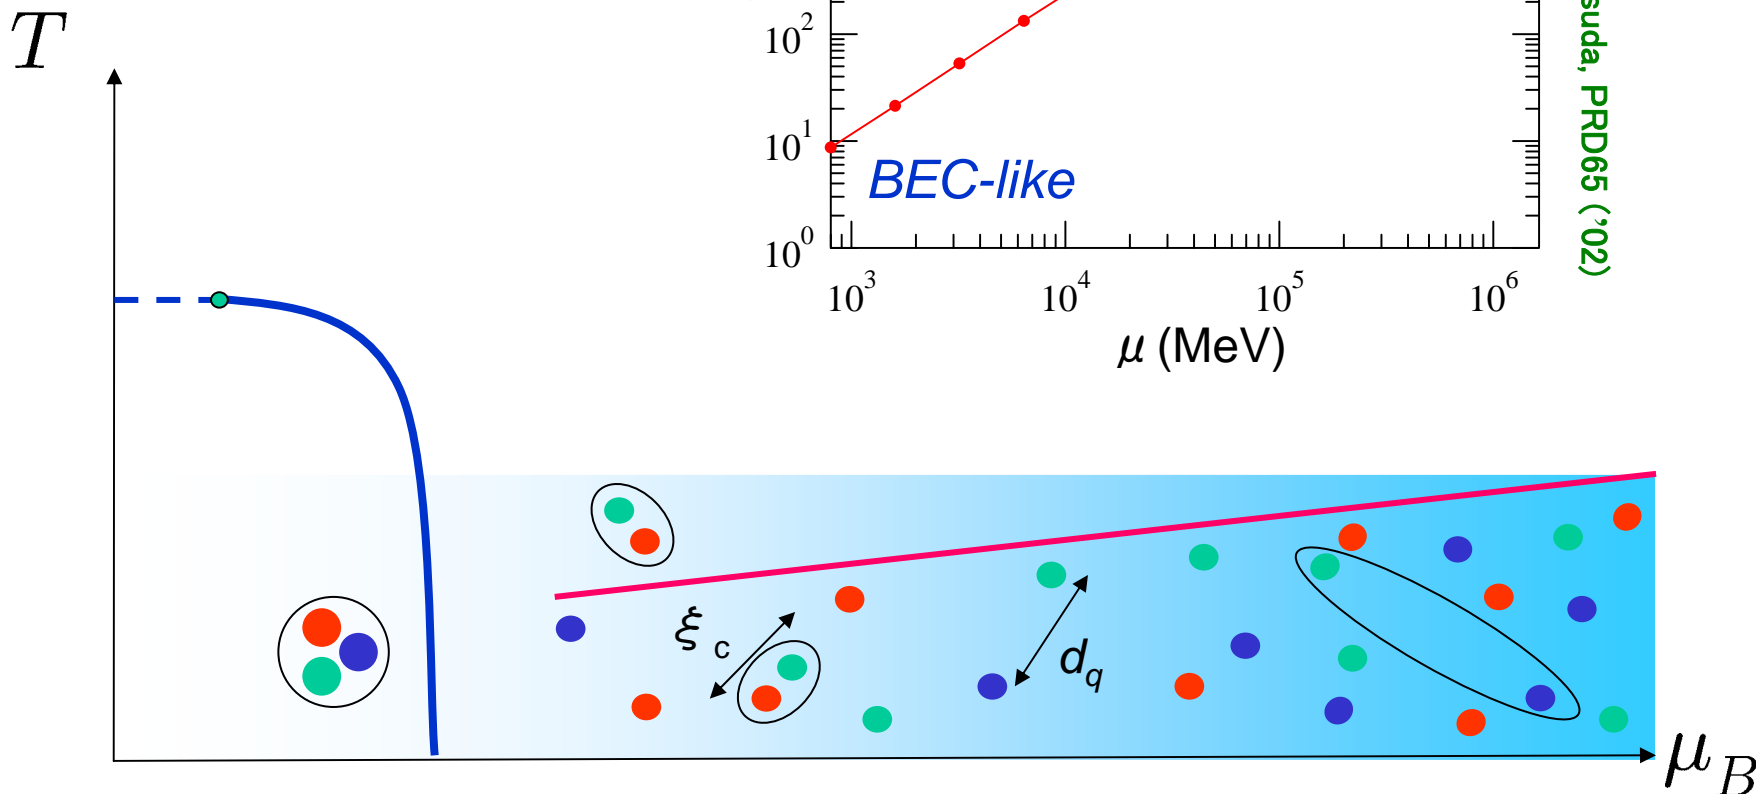 T
10^2
10^1
10^0
BEC-like
10^3 10^4 10^5 10^6
μ (MeV)
suda, PRD65 ('02)
ξ c
d_q
μ_B